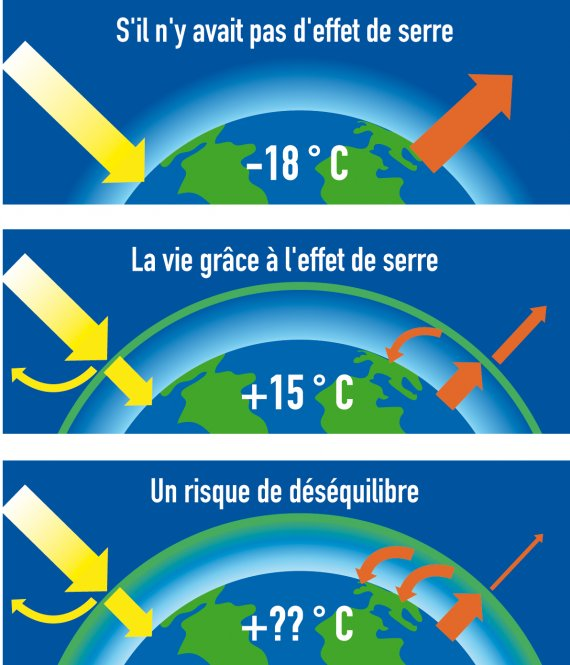 S'il n'y avait pas d'effet de serre
-18 ° C
La vie grâce à l'effet de serre
+15 ° C
Un risque de déséquilibre
+?? ° C